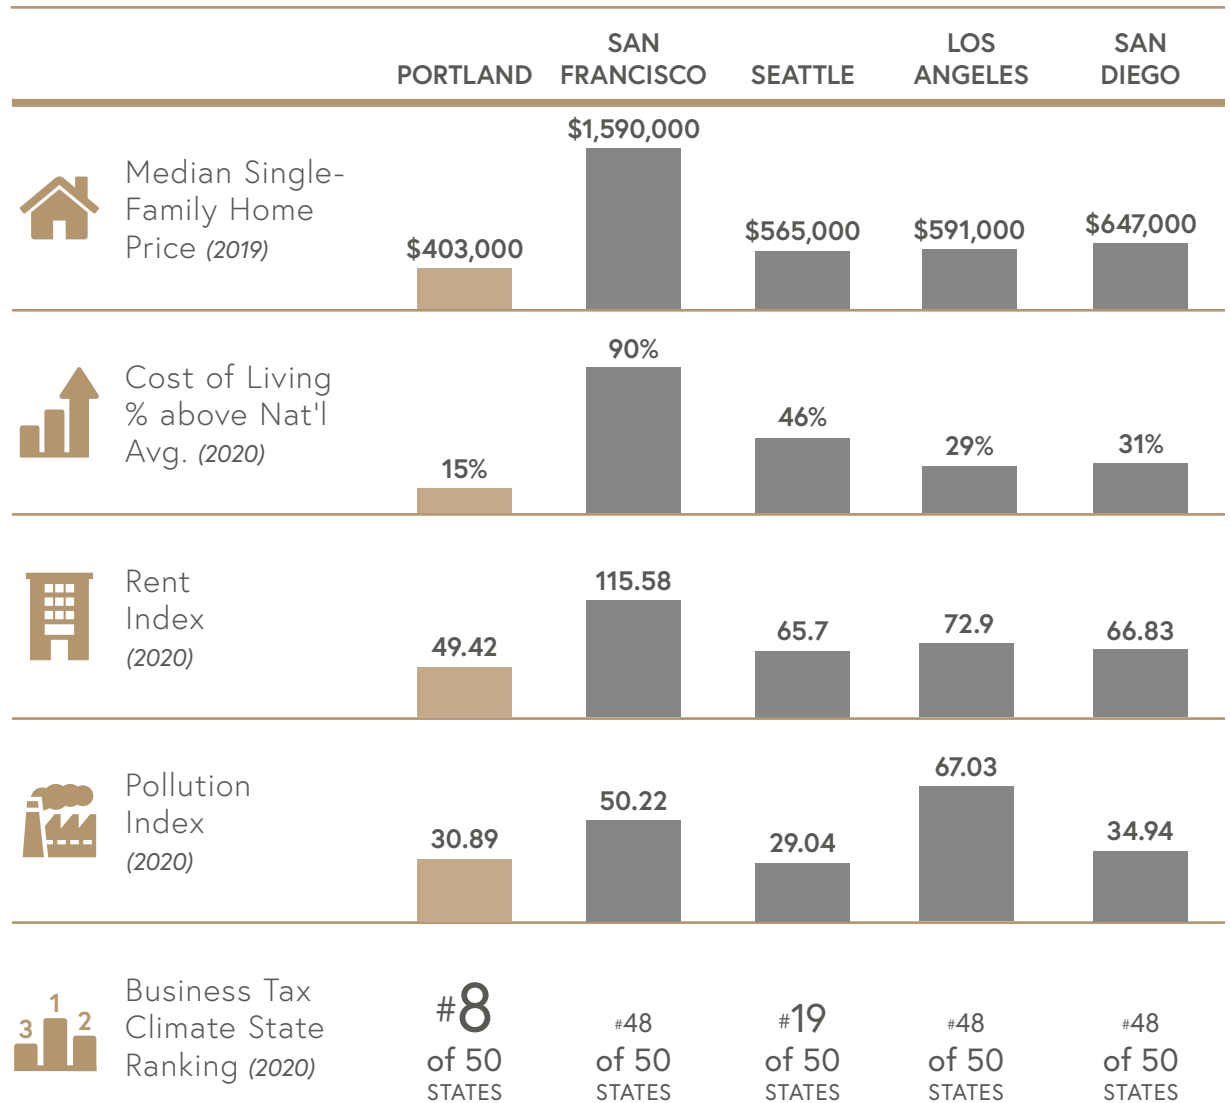 PORTLAND
SAN
FRANCISCO
SEATTLE
LOS
ANGELES
SAN
DIEGO
Median Single-
Family Home
Price (2019)
$403,000
$1,590,000
$565,000
$591,000
$647,000
Cost of Living
% above Nat'l
Avg. (2020)
15%
90%
46%
29%
31%
Rent
Index
(2020)
49.42
115.58
65.7
72.9
66.83
Pollution
Index
(2020)
30.89
50.22
29.04
67.03
34.94
3 1 2
Business Tax
Climate State
Ranking (2020)
#8
of 50
STATES
#48
of 50
STATES
#19
of 50
STATES
#48
of 50
STATES
#48
of 50
STATES